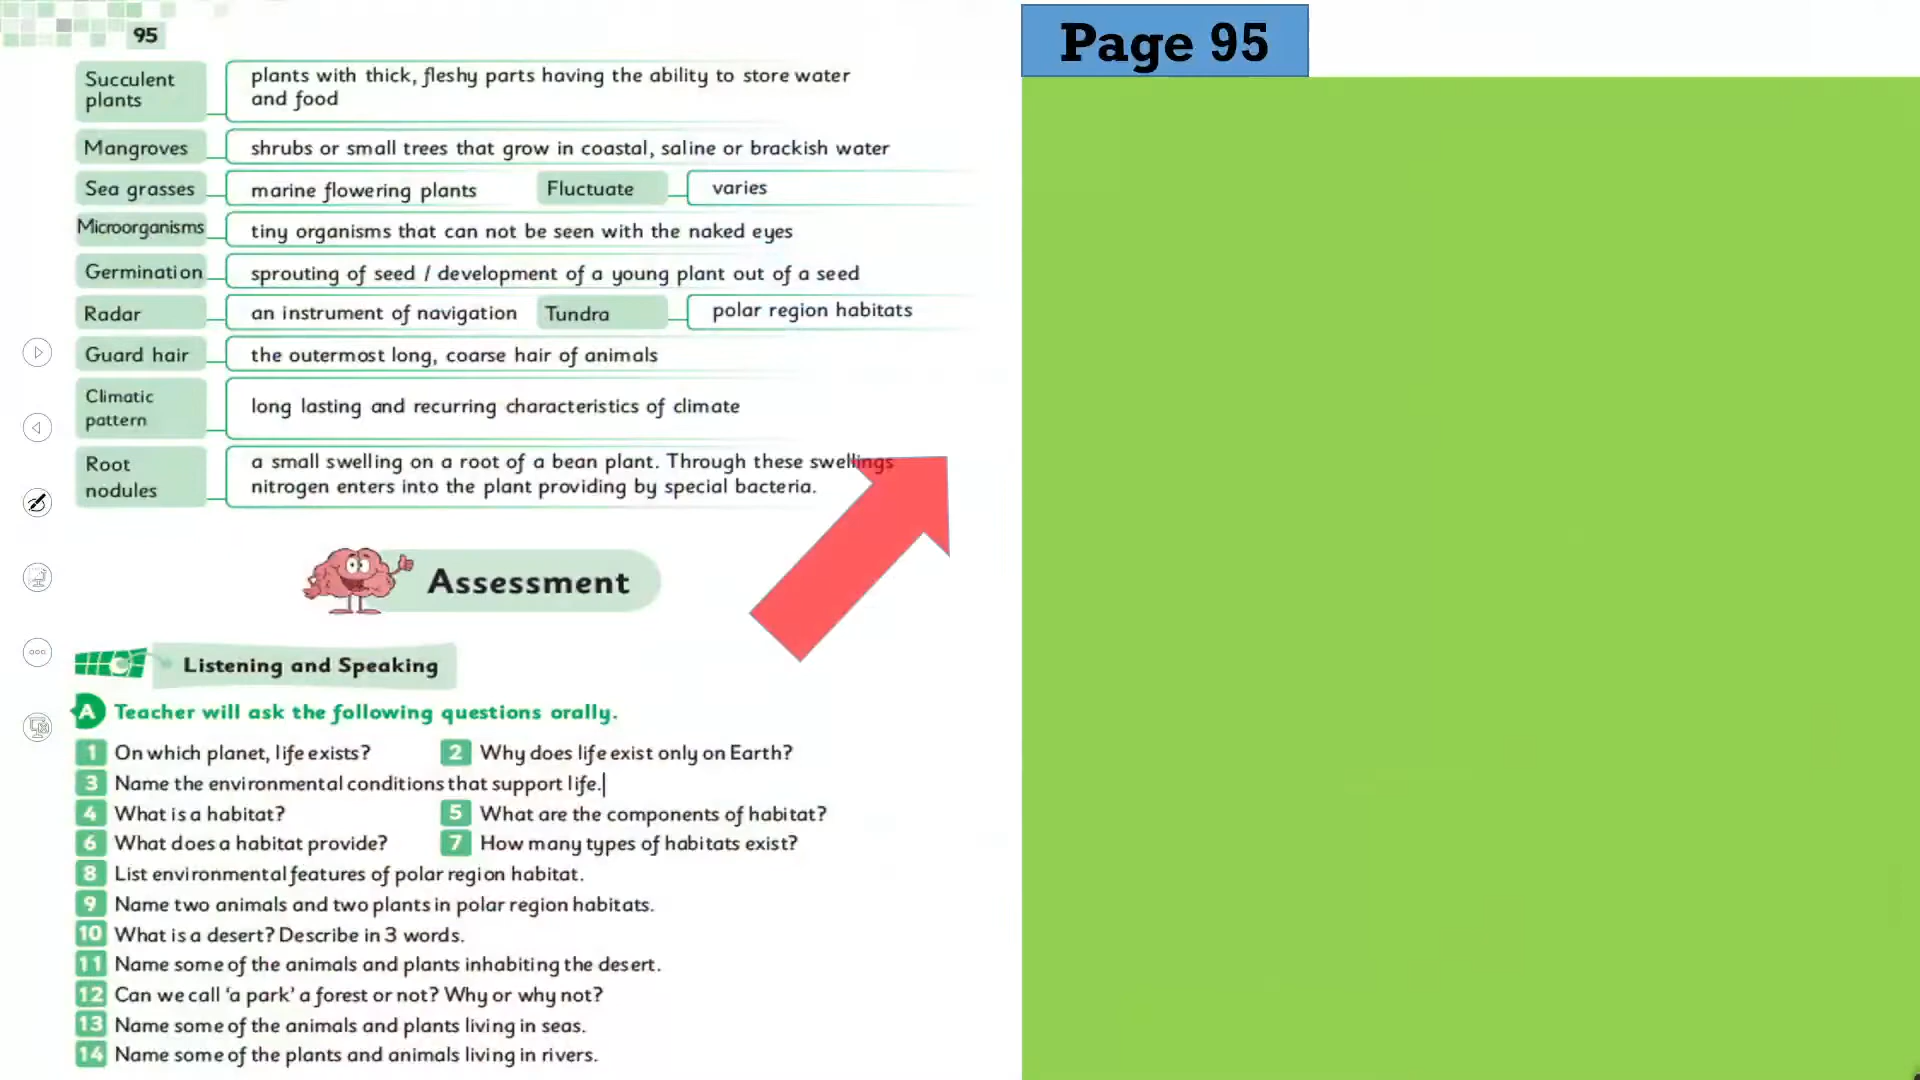 95
Page 95
Succulent plants
plants with thick, fleshy parts having the ability to store water
and food
Mangroves
shrubs or small trees that grow in coastal, saline or brackish water
Sea grasses
marine flowering plants
Fluctuate
varies
Microorganisms
tiny organisms that can not be seen with the naked eyes
Germination
sprouting of seed / development of a young plant out of a seed
Radar
an instrument of navigation
Tundra
polar region habitats
Guard hair
the outermost long, coarse hair of animals
Climatic
pattern
long lasting and recurring characteristics of climate
Root
nodules
a small swelling on a root of a bean plant. Through these swellings
nitrogen enters into the plant providing by special bacteria.
Assessment
Listening and Speaking
A Teacher will ask the following questions orally.
1 On which planet, life exists?
2 Why does life exist only on Earth?
3 Name the environmental conditions that support life.
4 What is a habitat?
5 What are the components of habitat?
6 What does a habitat provide?
7 How many types of habitats exist?
8 List environmental features of polar region habitat.
9 Name two animals and two plants in polar region habitats.
10 What is a desert? Describe in 3 words.
11 Name some of the animals and plants inhabiting the desert.
12 Can we call ‘a park’ a forest or not? Why or why not?
13 Name some of the animals and plants living in seas.
14 Name some of the plants and animals living in rivers.